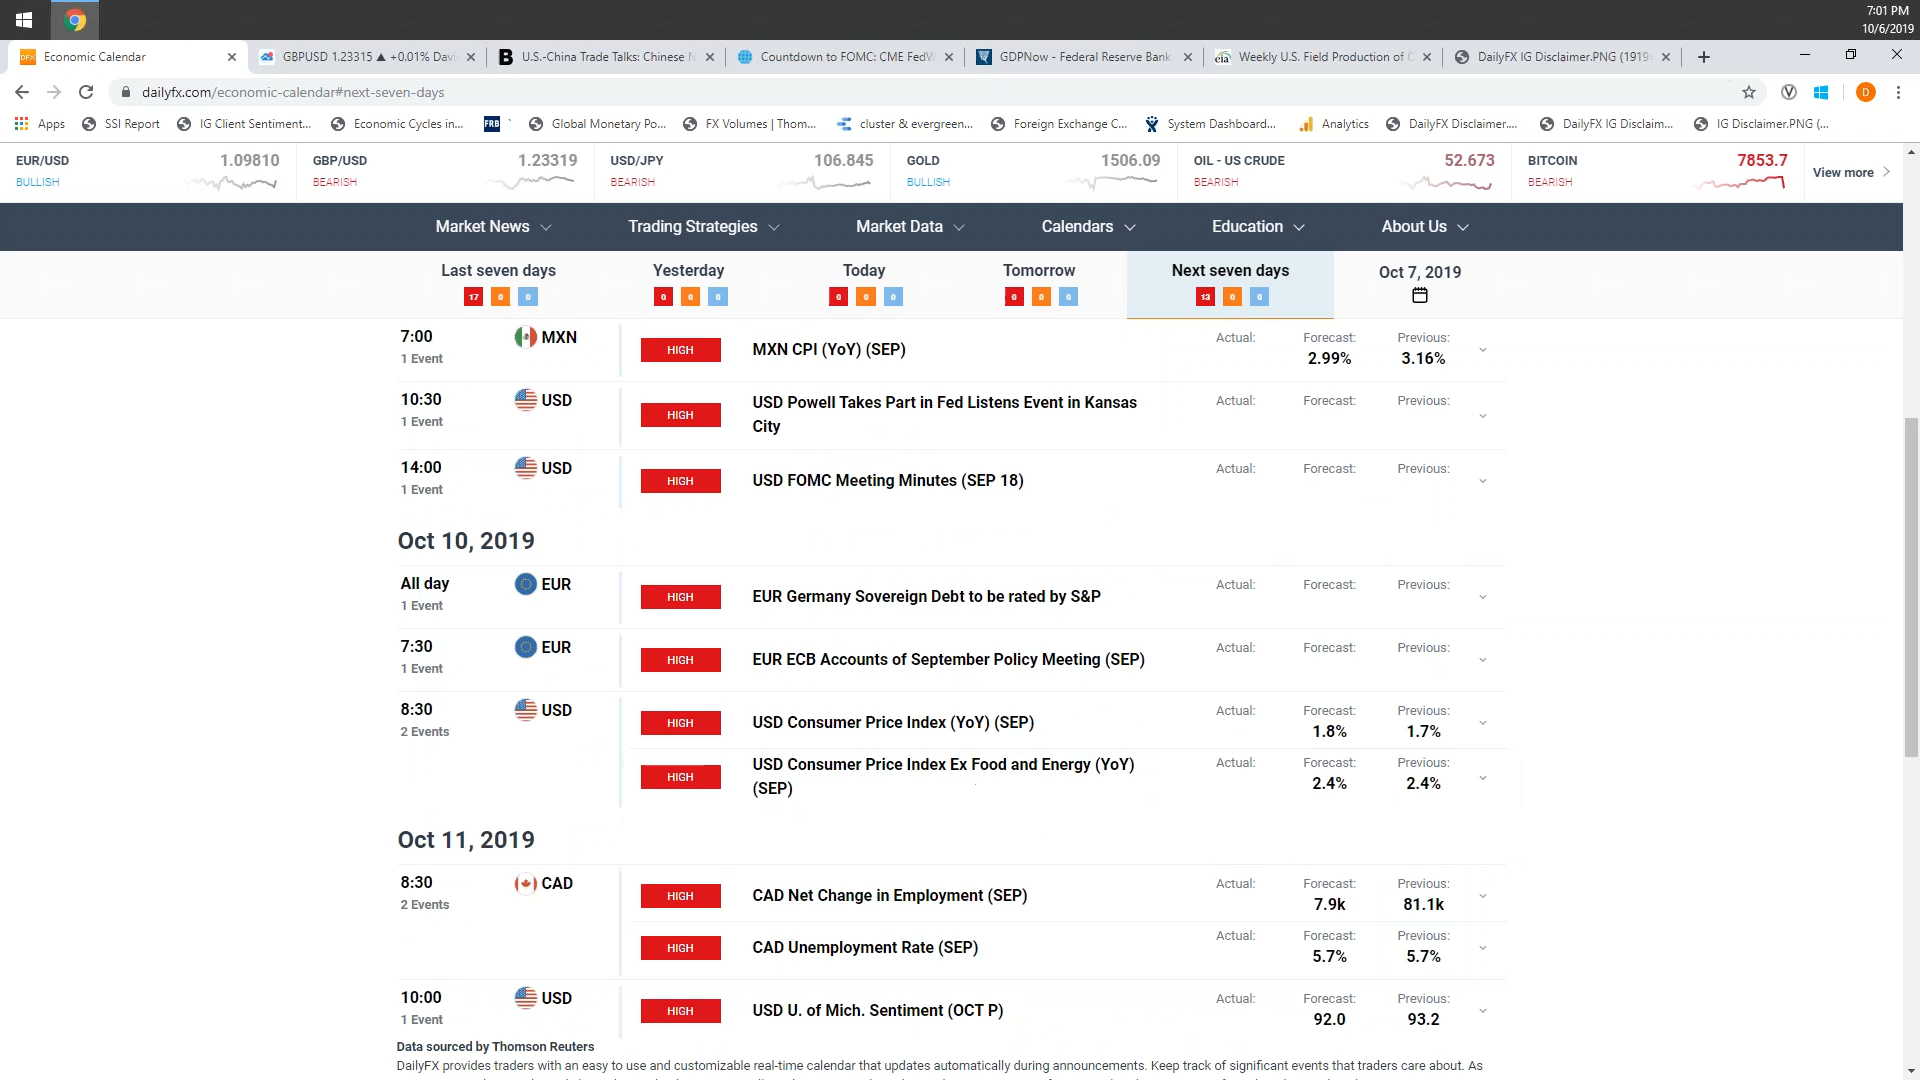 7:01 PM
10/6/2019
Economic Calendar
GBPUSD 1.23315 ▲ +0.01%
U.S.-China Trade Talks: Chinese
Countdown to FOMC: CME
GDPNow - Federal Reserve Bank
Weekly U.S. Field Production of
DailyFX IG Disclaimer.PNG
dailyfx.com/economic-calendar#next-seven-days
D
Apps
SSI Report
IG Client Sentiment...
Economic Cycles in...
FRB
Global Monetary Po...
FX Volumes | Thom...
cluster & evergreen...
Foreign Exchange C...
System Dashboard...
Analytics
DailyFX Disclaimer....
DailyFX IG Disclaim...
IG Disclaimer.PNG (...
EUR/USD 1.09810
BULLISH
GBP/USD 1.23319
BEARISH
USD/JPY 106.845
BEARISH
GOLD 1506.09
BULLISH
OIL - US CRUDE 52.673
BEARISH
BITCOIN 7853.7
BEARISH
View more
Market News
Trading Strategies
Market Data
Calendars
Education
About Us
Last seven days
17 0 0
Yesterday
0 0 0
Today
0 0 0
Tomorrow
0 0 0
Next seven days
13 0 0
Oct 7, 2019
7:00 MXN
1 Event
HIGH
MXN CPI (YoY) (SEP)
Actual: Forecast: Previous:
2.99% 3.16%
10:30 USD
1 Event
HIGH
USD Powell Takes Part in Fed Listens Event in Kansas
City
Actual: Forecast: Previous:
14:00 USD
1 Event
HIGH
USD FOMC Meeting Minutes (SEP 18)
Actual: Forecast: Previous:
Oct 10, 2019
All day EUR
1 Event
HIGH
EUR Germany Sovereign Debt to be rated by S&P
Actual: Forecast: Previous:
7:30 EUR
1 Event
HIGH
EUR ECB Accounts of September Policy Meeting (SEP)
Actual: Forecast: Previous:
8:30 USD
2 Events
HIGH
USD Consumer Price Index (YoY) (SEP)
Actual: Forecast: Previous:
1.8% 1.7%
HIGH
USD Consumer Price Index Ex Food and Energy (YoY)
(SEP)
Actual: Forecast: Previous:
2.4% 2.4%
Oct 11, 2019
8:30 CAD
2 Events
HIGH
CAD Net Change in Employment (SEP)
Actual: Forecast: Previous:
7.9k 81.1k
HIGH
CAD Unemployment Rate (SEP)
Actual: Forecast: Previous:
5.7% 5.7%
10:00 USD
1 Event
HIGH
USD U. of Mich. Sentiment (OCT P)
Actual: Forecast: Previous:
92.0 93.2
Data sourced by Thomson Reuters
DailyFX provides traders with an easy to use and customizable real-time calendar that updates automatically during announcements. Keep track of significant events that traders care about. As